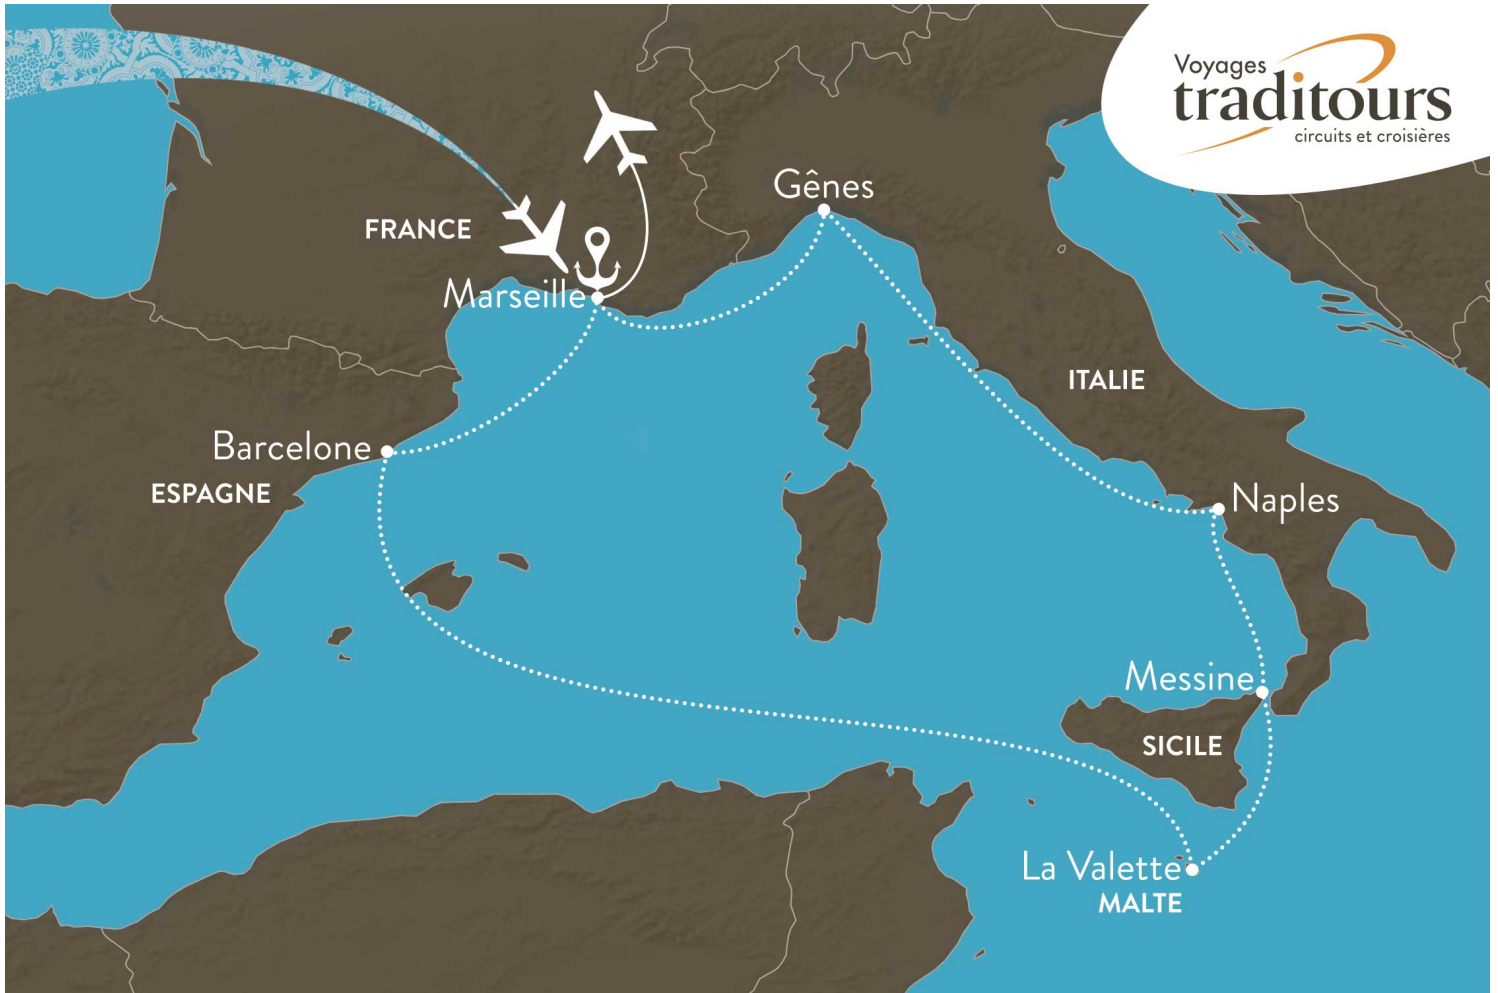 Voyages
traditours
circuits et croisières
Gênes
FRANCE
Marseille
ITALIE
Barcelone
ESPAGNE
Naples
Messine
SICILE
La Valette
MALTE